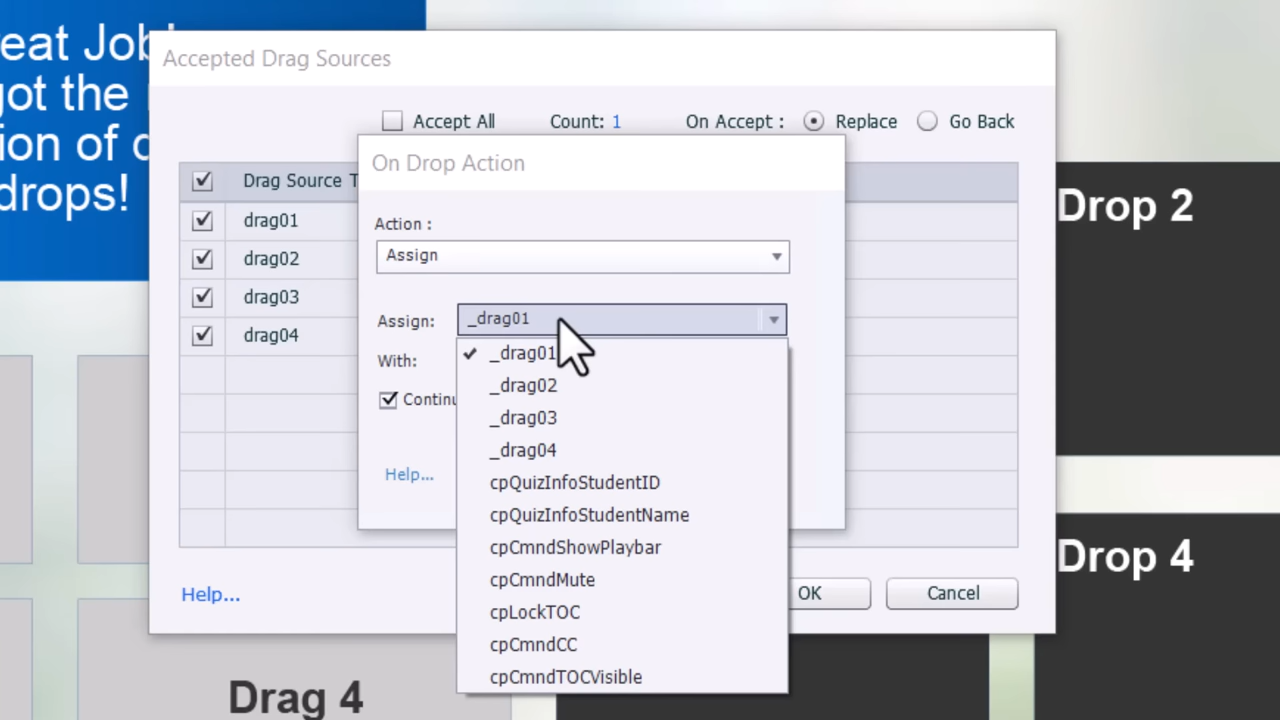 eat Job!
got the
ion of d
drops!
Accepted Drag Sources
Accept All
Count: 1
On Accept :
Replace
Go Back
Drag Source T
drag01
drag02
drag03
drag04
On Drop Action
Action :
Assign
Assign:
_drag01
With:
_drag01
_drag02
_drag03
_drag04
cpQuizInfoStudentID
cpQuizInfoStudentName
cpCmndShowPlaybar
cpCmndMute
cpLockTOC
cpCmndCC
cpCmndTOCVisible
Continu
Help...
Help...
OK
Cancel
Drop 2
Drop 4
Drag 4